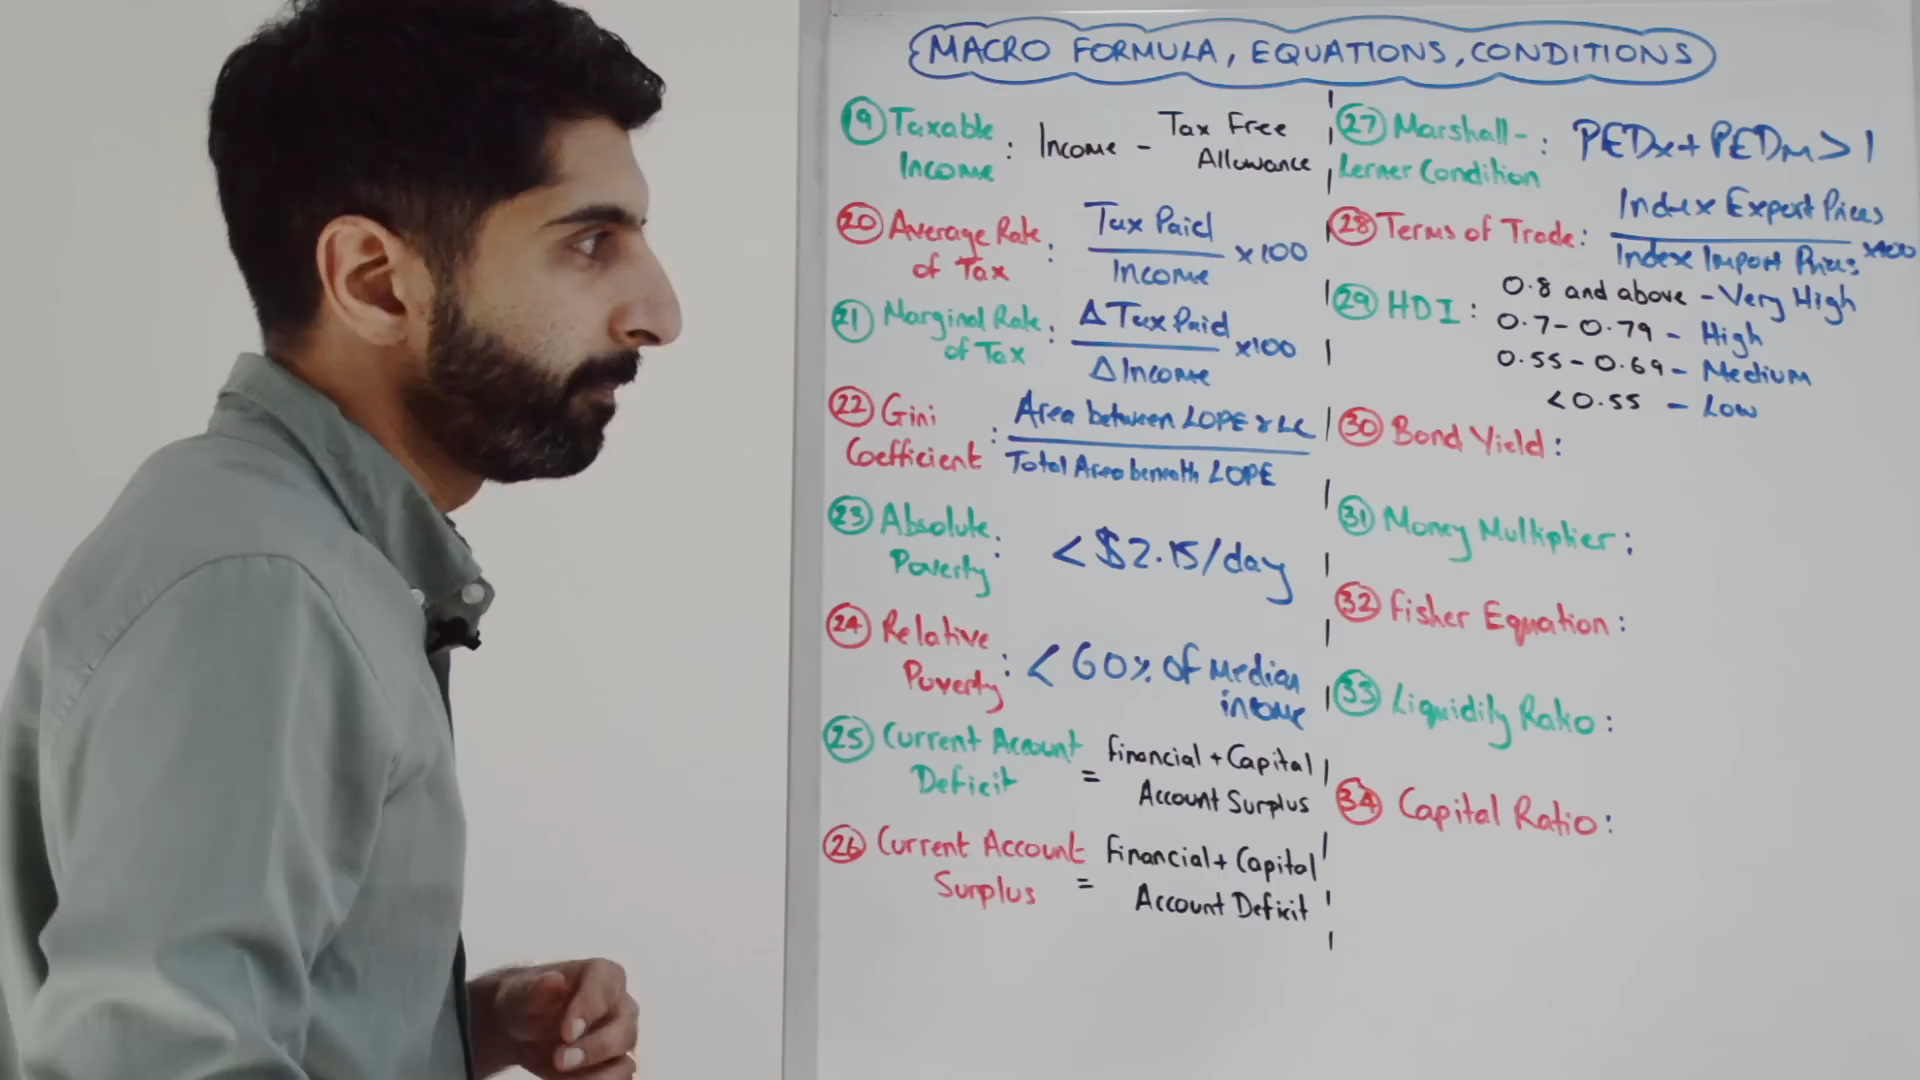 MACRO FORMULA, EQUATIONS, CONDITIONS
19 Taxable Income : Income - Tax Free Allowance
20 Average Rate of Tax : Tax Paid / Income x100
21 Marginal Rate of Tax : Δ Tax Paid / Δ Income x100
22 Gini Coefficient : Area between LOPE & LC / Total Area beneath LOPE
23 Absolute Poverty : < $2.15/day
24 Relative Poverty : < 60% of Median income
25 Current Account Deficit = Financial + Capital Account Surplus
26 Current Account Surplus = Financial + Capital Account Deficit
27 Marshall-Lerner Condition : PEDx + PEDM > 1
28 Terms of Trade : Index Export Prices / Index Import Prices x100
29 HDI : 0.8 and above - Very High
0.7 - 0.79 - High
0.55 - 0.69 - Medium
<0.55 - Low
30 Bond Yield :
31 Money Multiplier :
32 Fisher Equation :
33 Liquidity Ratio :
34 Capital Ratio :